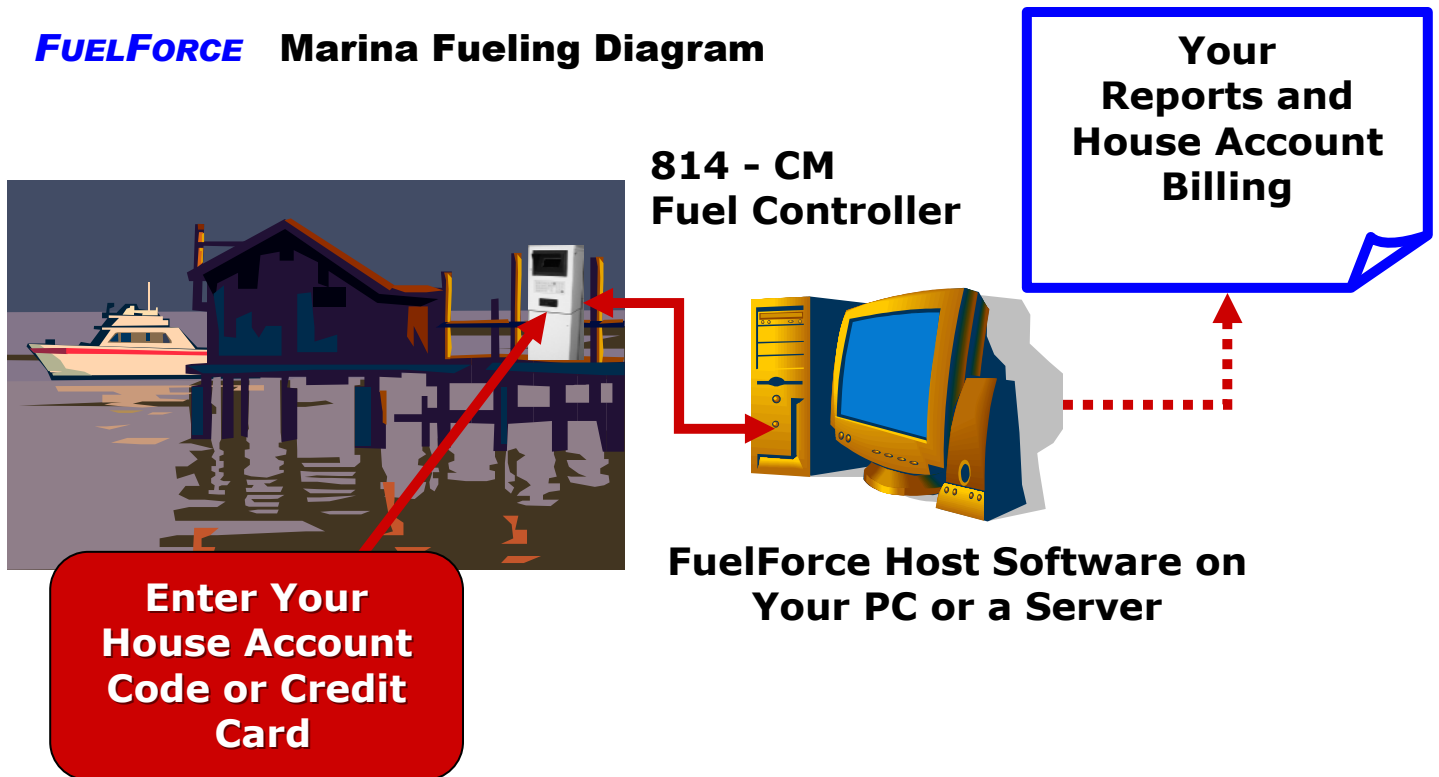 FUELFORCE Marina Fueling Diagram
Your
Reports and
House Account
Billing
814 - CM
Fuel Controller
FuelForce Host Software on
Your PC or a Server
Enter Your
House Account
Code or Credit
Card